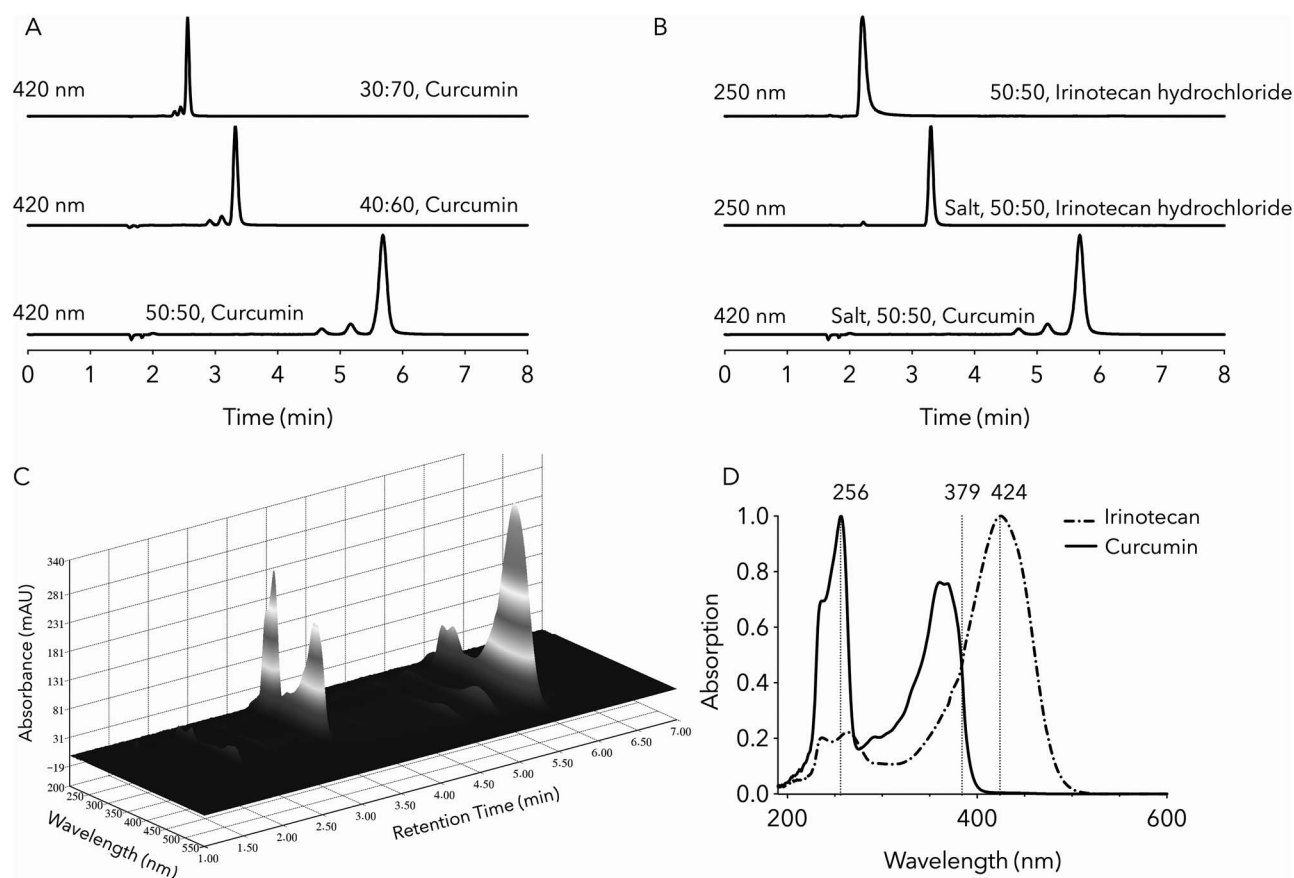 A
420 nm
30:70, Curcumin
420 nm
40:60, Curcumin
420 nm
50:50, Curcumin
0 1 2 3 4 5 6 7 8
Time (min)
B
250 nm
50:50, Irinotecan hydrochloride
250 nm
Salt, 50:50, Irinotecan hydrochloride
420 nm
Salt, 50:50, Curcumin
0 1 2 3 4 5 6 7 8
Time (min)
C
Absorbance (mAU)
340
281
231
181
131
81
31
−19
200
250
300
350
400
450
500
550
Wavelength (nm)
1.00
1.50
2.00
2.50
3.00
3.50
4.00
4.50
5.00
5.50
6.00
6.50
7.00
Retention Time (min)
D
256 379 424
Irinotecan
Curcumin
Absorption
1.0
0.8
0.6
0.4
0.2
0.0
200 400 600
Wavelength (nm)